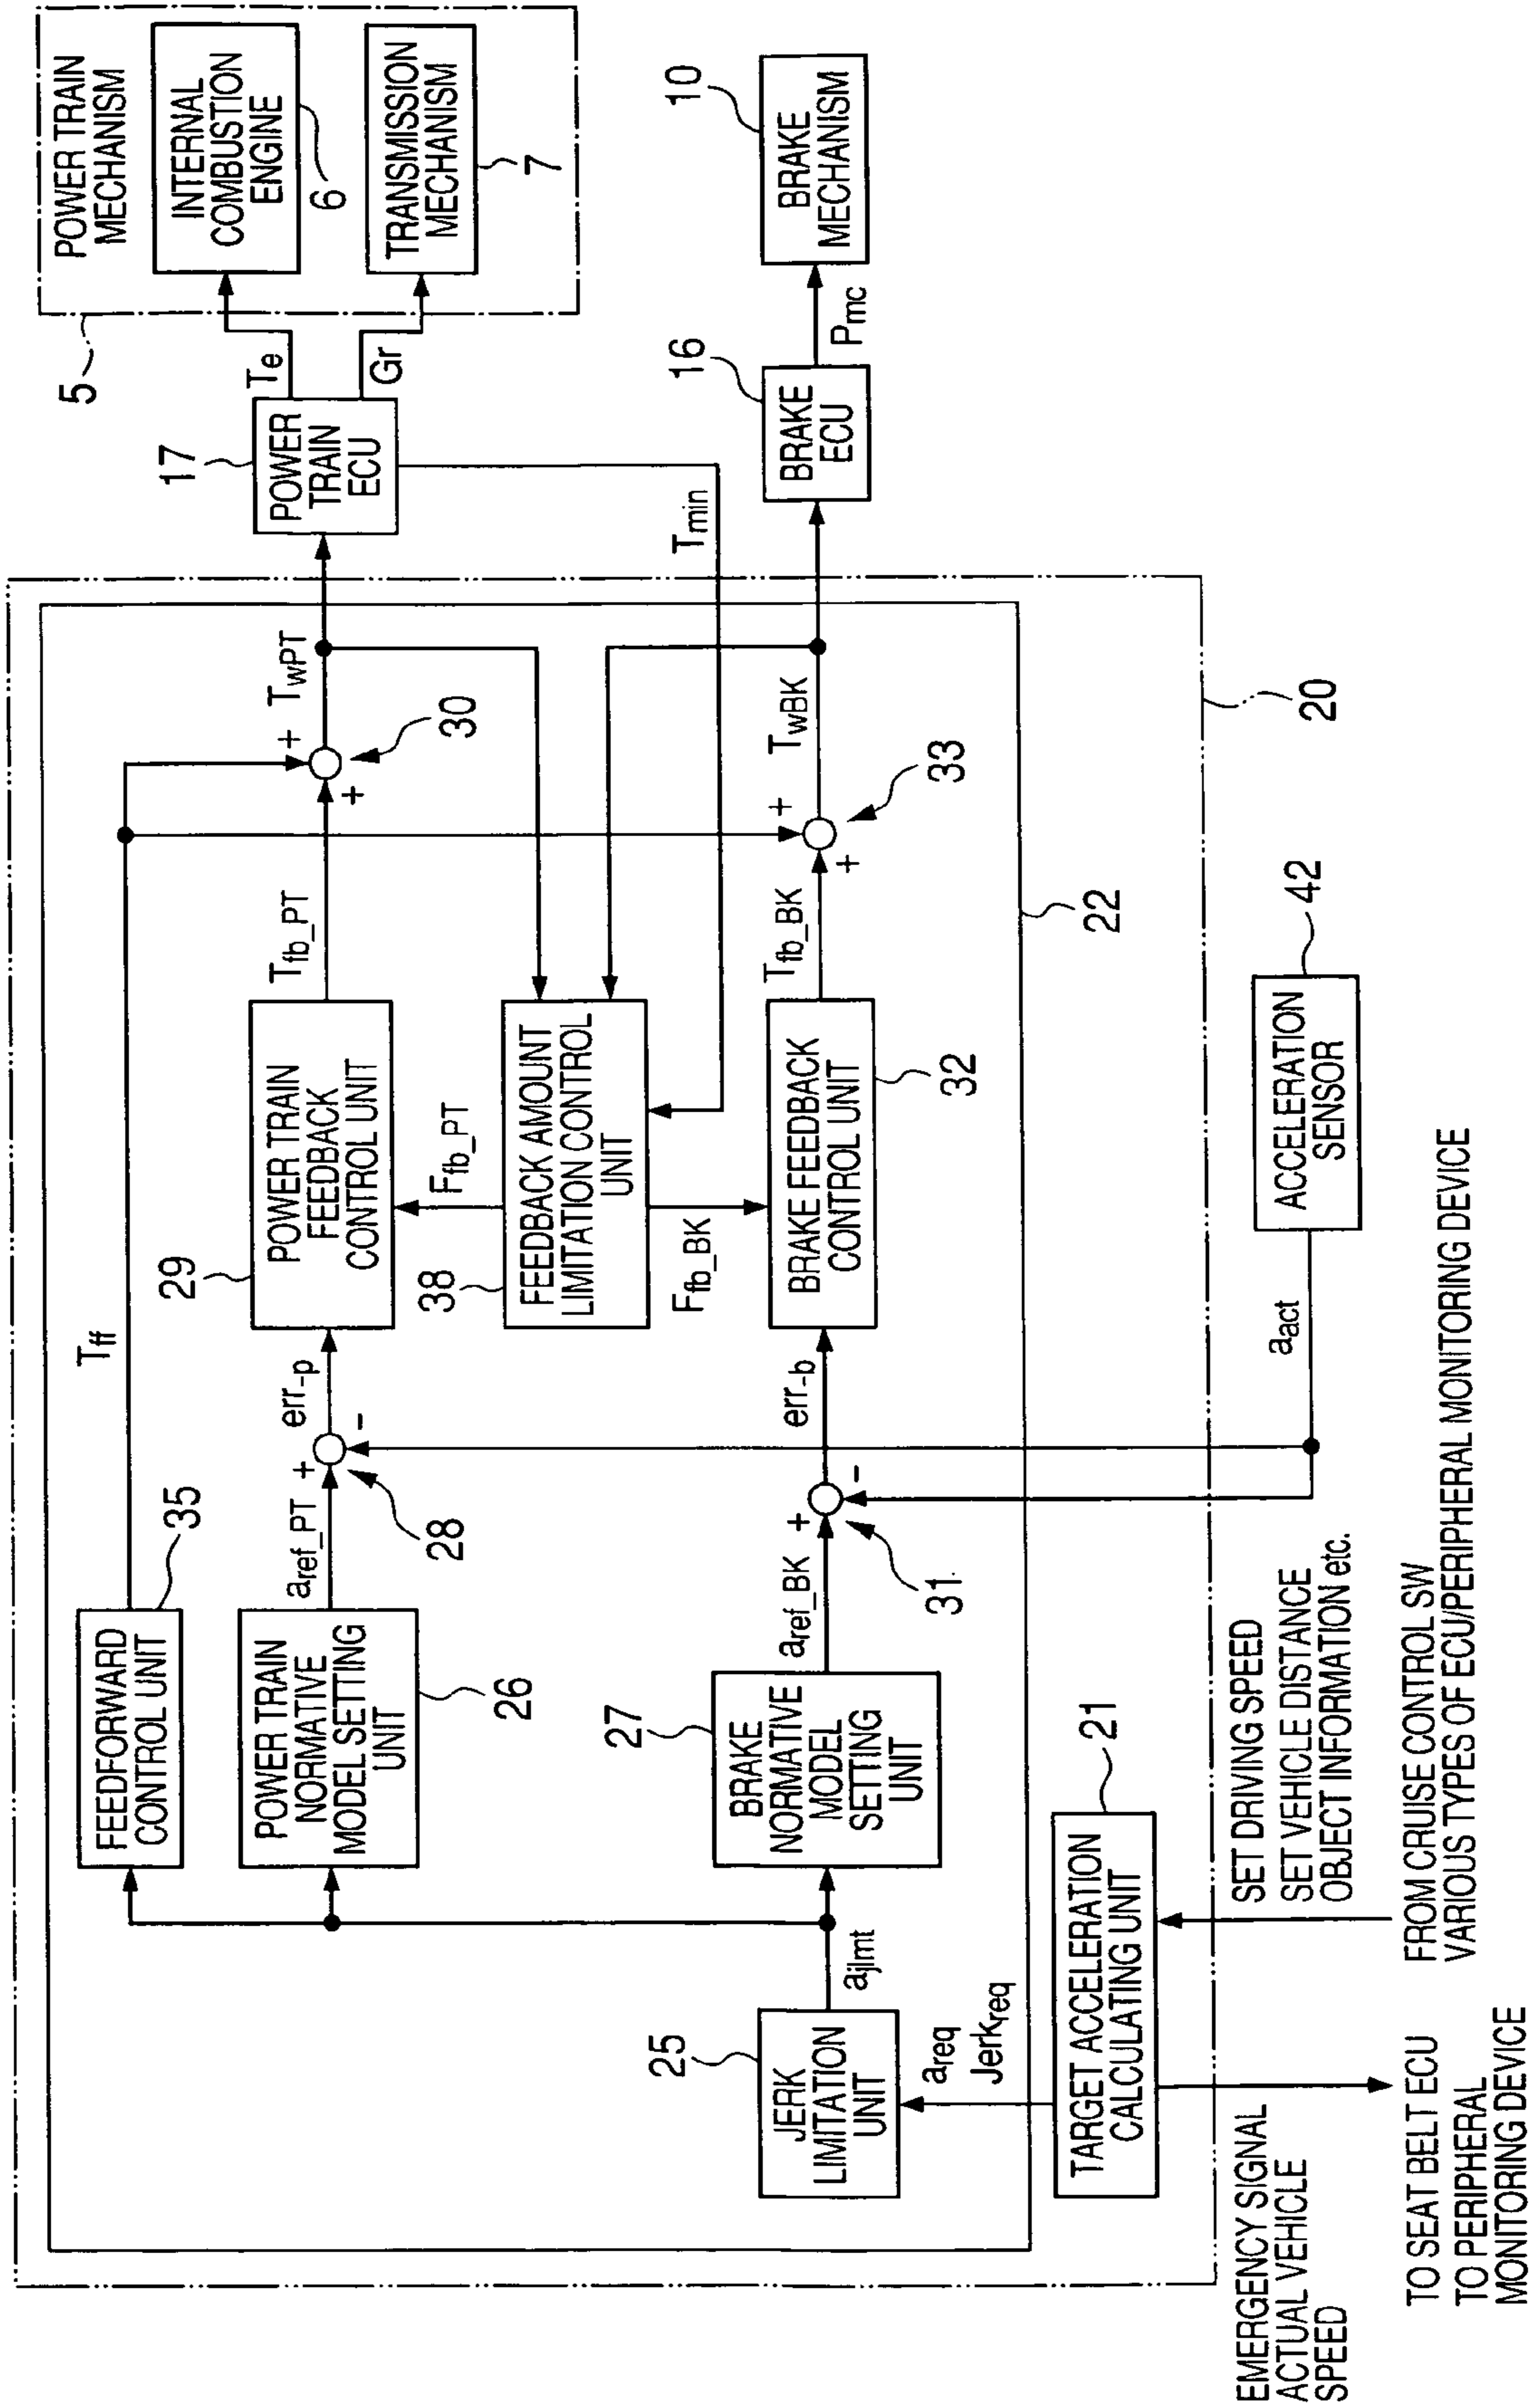 POWER TRAIN
MECHANISM
INTERNAL
COMBUSTION
ENGINE
6
TRANSMISSION
MECHANISM
7
5
Te
Gr
17
POWER
TRAIN
ECU
Tmin
10
BRAKE
MECHANISM
Pmc
16
BRAKE
ECU
TwPT
+
30
+
TwBK
+
33
+
20
22
Tff
Tfb_PT
29
POWER TRAIN
FEEDBACK
CONTROL UNIT
Ffb_PT
38
FEEDBACK AMOUNT
LIMITATION CONTROL
UNIT
Ffb_BK
Tfb_BK
BRAKE FEEDBACK
CONTROL UNIT
32
42
ACCELERATION
SENSOR
aact
err-p
+
-
28
err-b
+
-
31
35
FEEDFORWARD
CONTROL UNIT
aref_PT
POWER TRAIN
NORMATIVE
MODEL SETTING
UNIT
26
aref_BK
27
BRAKE
NORMATIVE
MODEL
SETTING
UNIT
ajlmt
25
JERK
LIMITATION
UNIT
areq
Jerkreq
21
TARGET ACCELERATION
CALCULATING UNIT
SET DRIVING SPEED
SET VEHICLE DISTANCE
OBJECT INFORMATION etc.
FROM CRUISE CONTROL SW
VARIOUS TYPES OF ECU/PERIPHERAL MONITORING DEVICE
EMERGENCY SIGNAL
ACTUAL VEHICLE
SPEED
TO SEAT BELT ECU
TO PERIPHERAL
MONITORING DEVICE